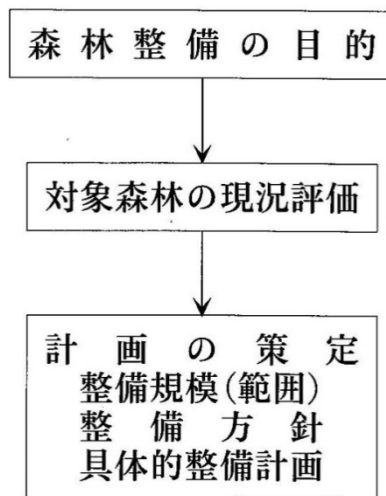 森林整備の目的
対象森林の現況評価
計画の策定
整備規模(範囲)
整備方針
具体的整備計画